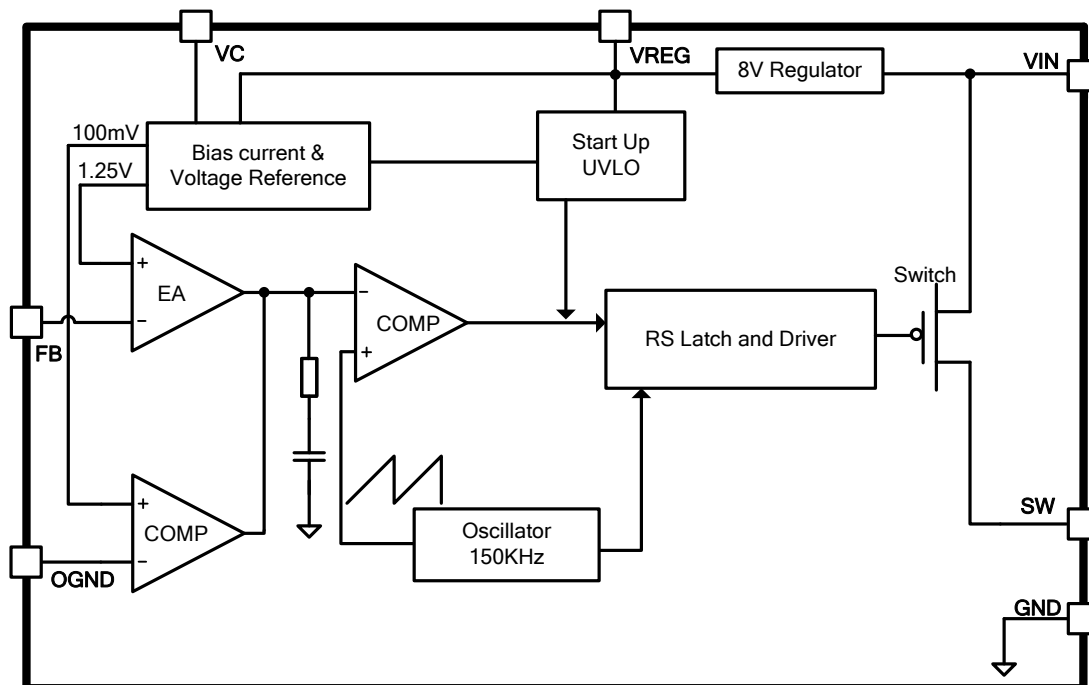 VC
VREG
8V Regulator
VIN
100mV
1.25V
Bias current &
Voltage Reference
Start Up
UVLO
+
EA
−
FB
−
COMP
+
RS Latch and Driver
Switch
+
COMP
−
OGND
Oscillator
150KHz
SW
GND